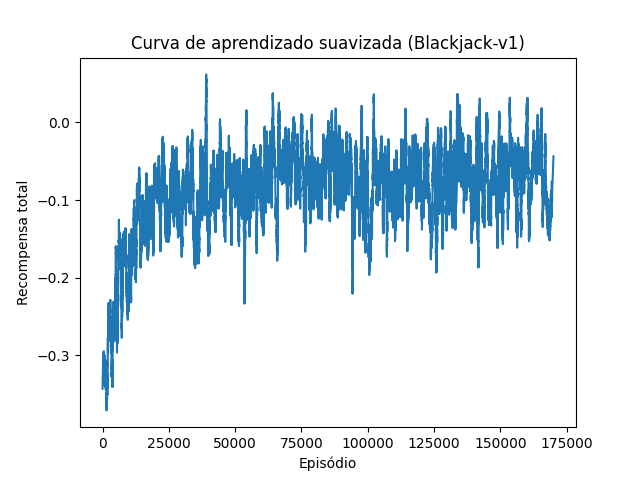 Curva de aprendizado suavizada (Blackjack-v1)
Recompensa total
0.0
−0.1
−0.2
−0.3
0 25000 50000 75000 100000 125000 150000 175000
Episódio